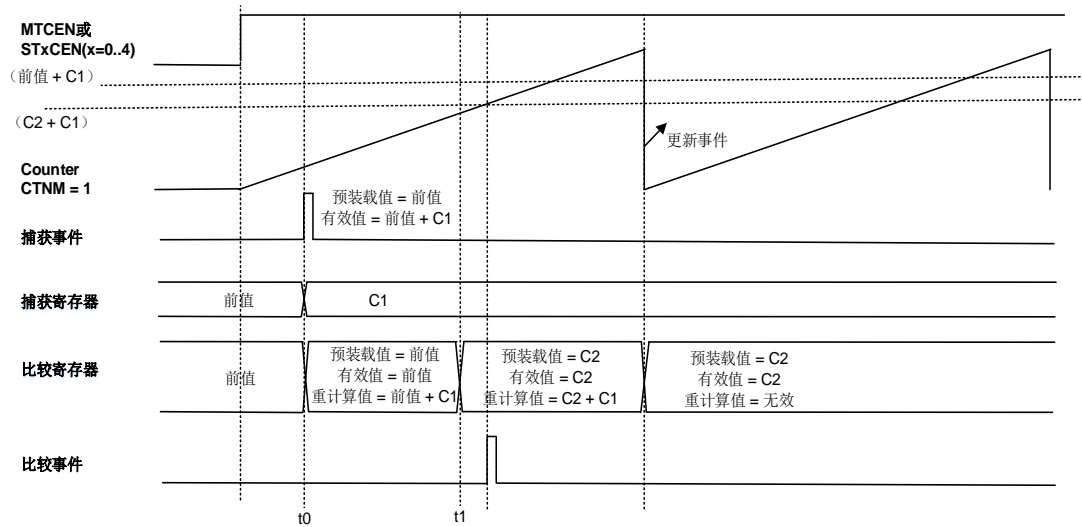 MTCEN或
STxCEN(x=0..4)
（前值 + C1）
（C2 + C1）
更新事件
Counter
CTNM = 1
预装载值 = 前值
有效值 = 前值 + C1
捕获事件
捕获寄存器
前值
C1
比较寄存器
前值
预装载值 = 前值
有效值 = 前值
重计算值 = 前值 + C1
预装载值 = C2
有效值 = C2
重计算值 = C2 + C1
预装载值 = C2
有效值 = C2
重计算值 = 无效
比较事件
t0
t1